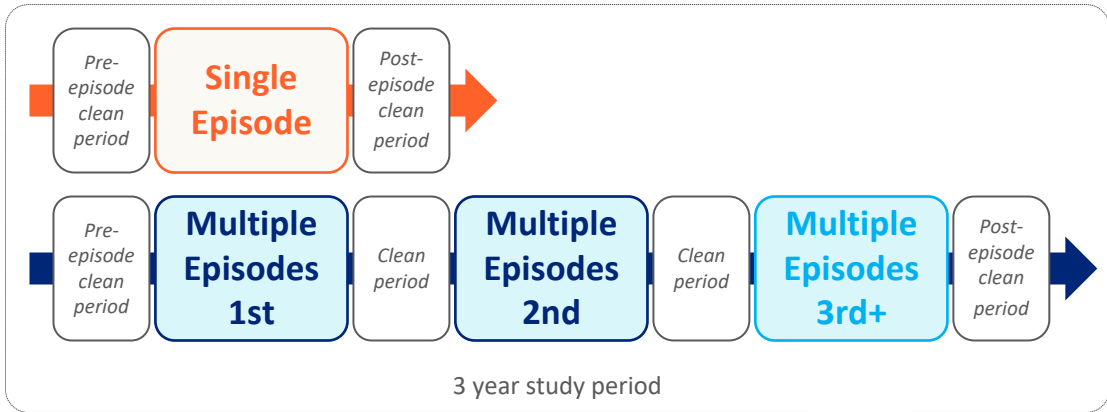 Pre-
episode
clean
period
Single
Episode
Post-
episode
clean
period
Pre-
episode
clean
period
Multiple
Episodes
1st
Clean
period
Multiple
Episodes
2nd
Clean
period
Multiple
Episodes
3rd+
Post-
episode
clean
period
3 year study period